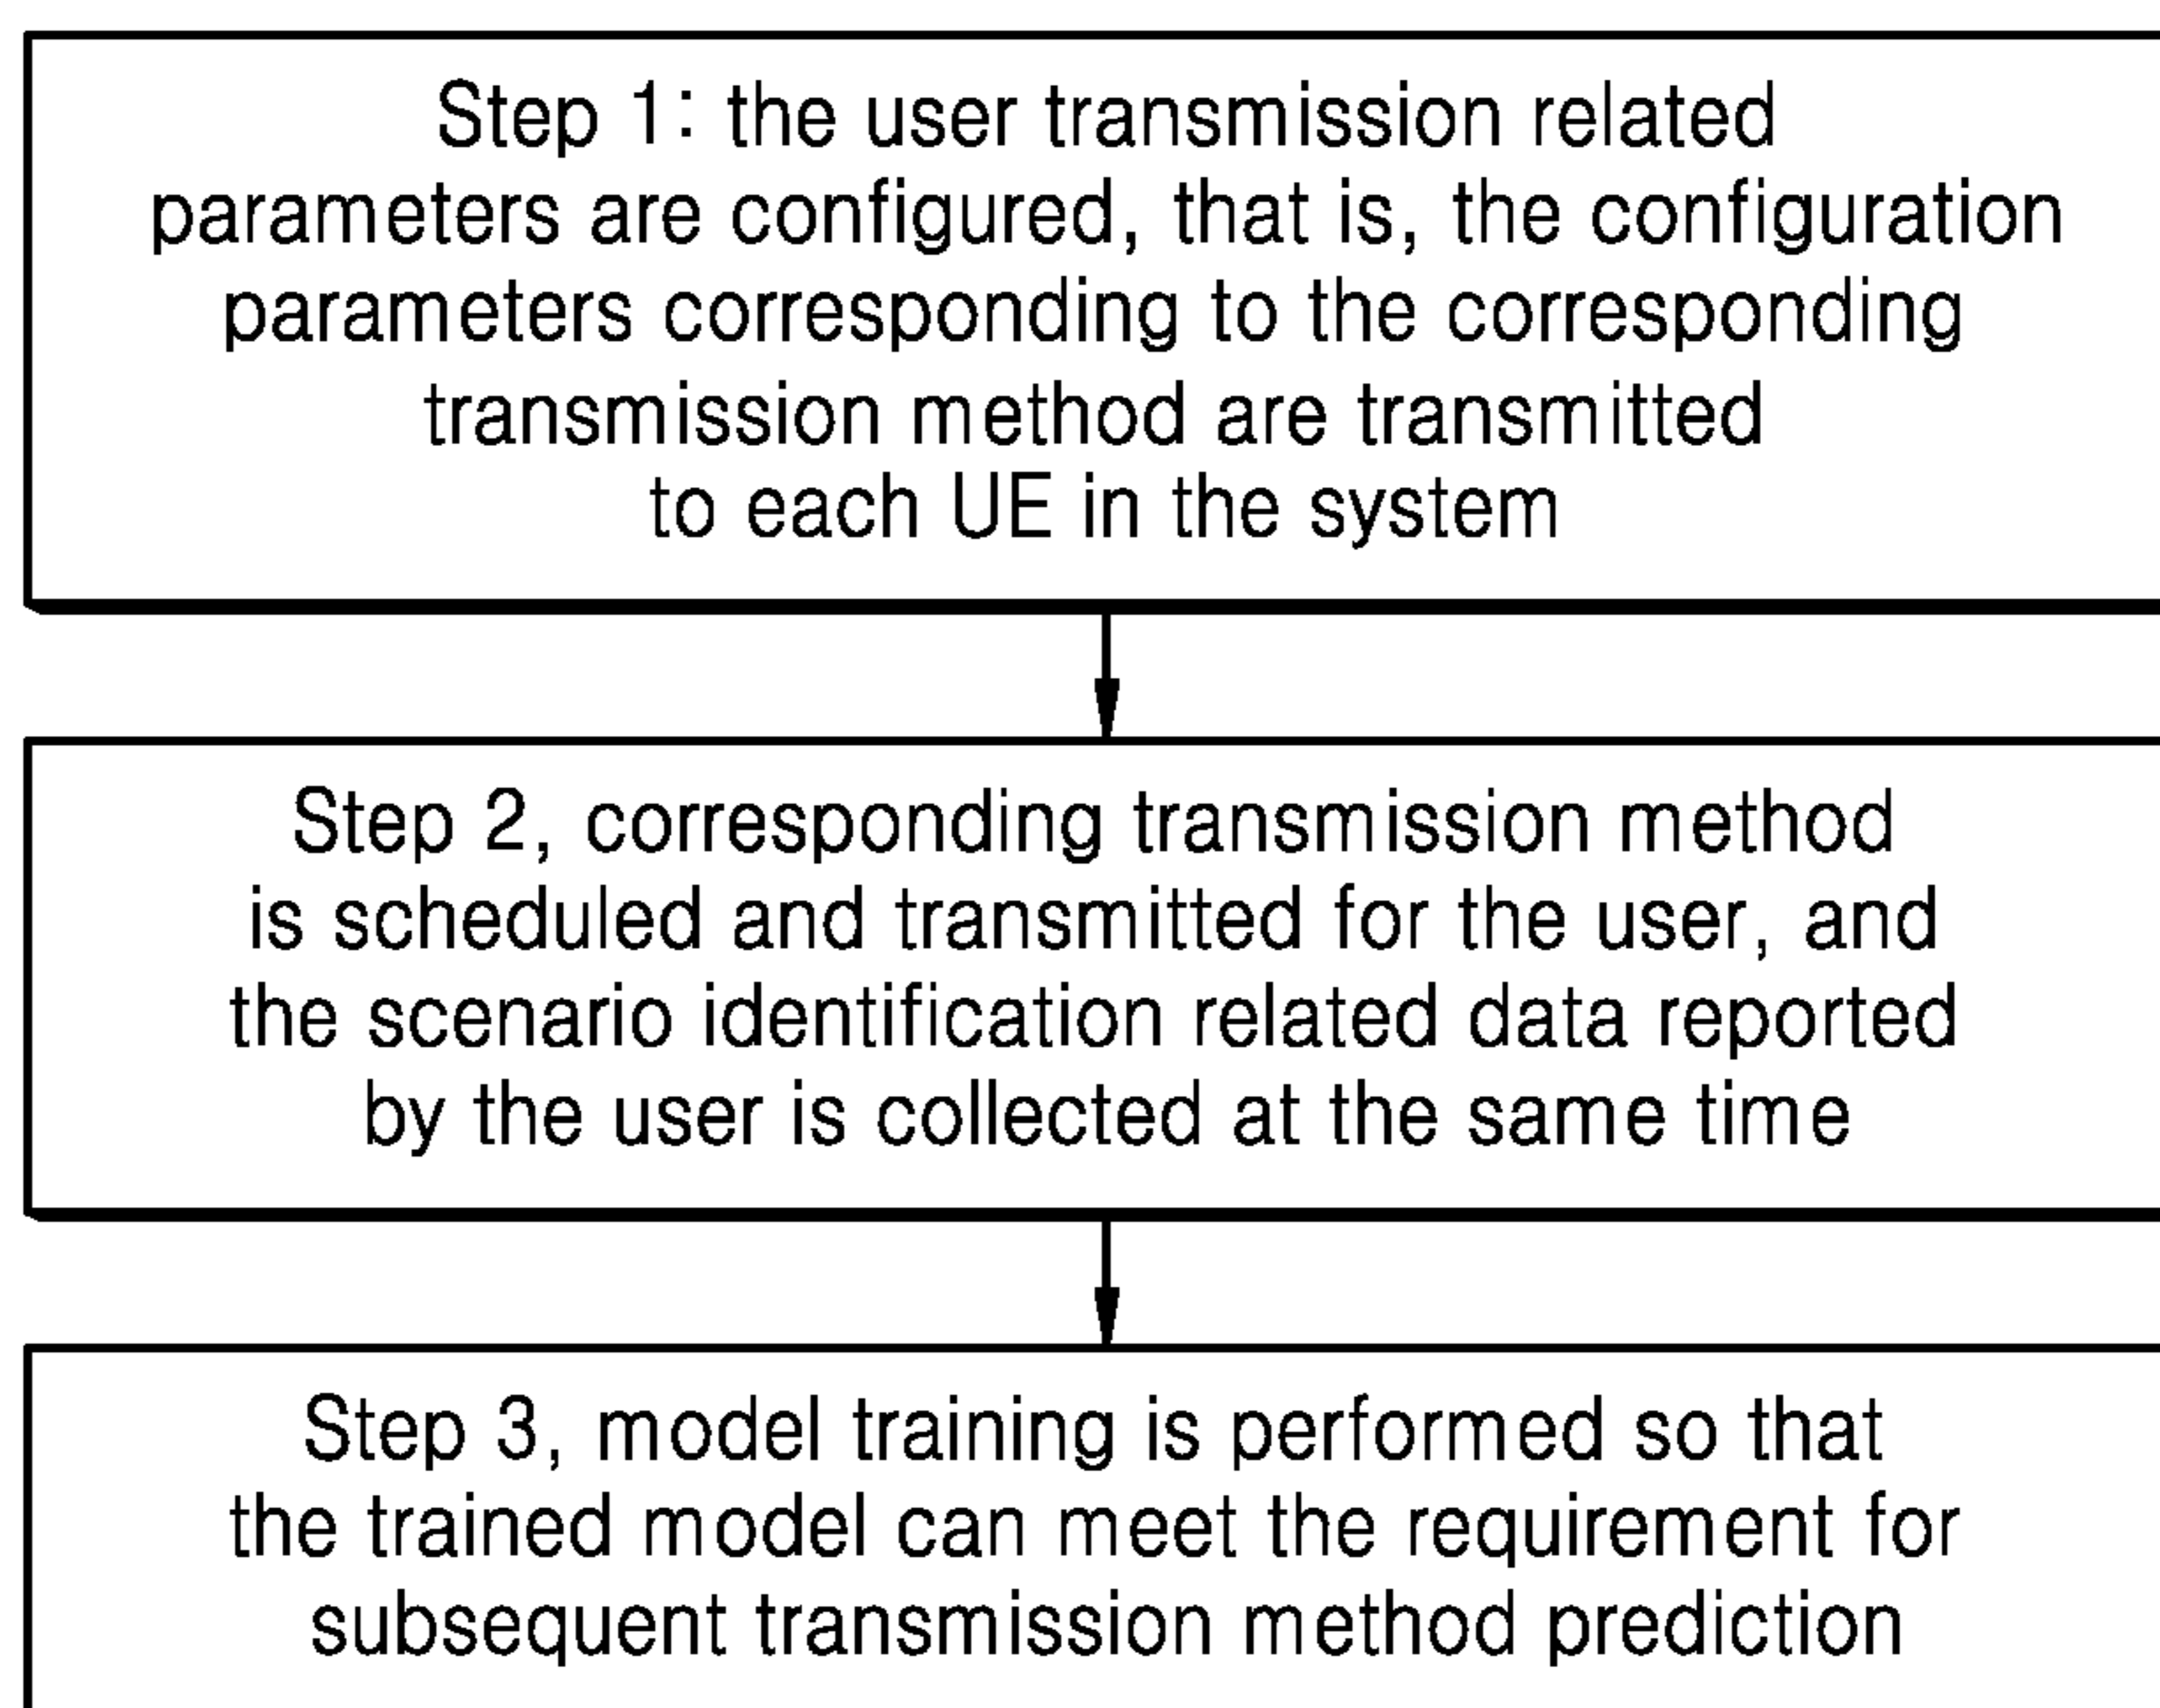 Step 1: the user transmission related
parameters are configured, that is, the configuration
parameters corresponding to the corresponding
transmission method are transmitted
to each UE in the system
Step 2, corresponding transmission method
is scheduled and transmitted for the user, and
the scenario identification related data reported
by the user is collected at the same time
Step 3, model training is performed so that
the trained model can meet the requirement for
subsequent transmission method prediction